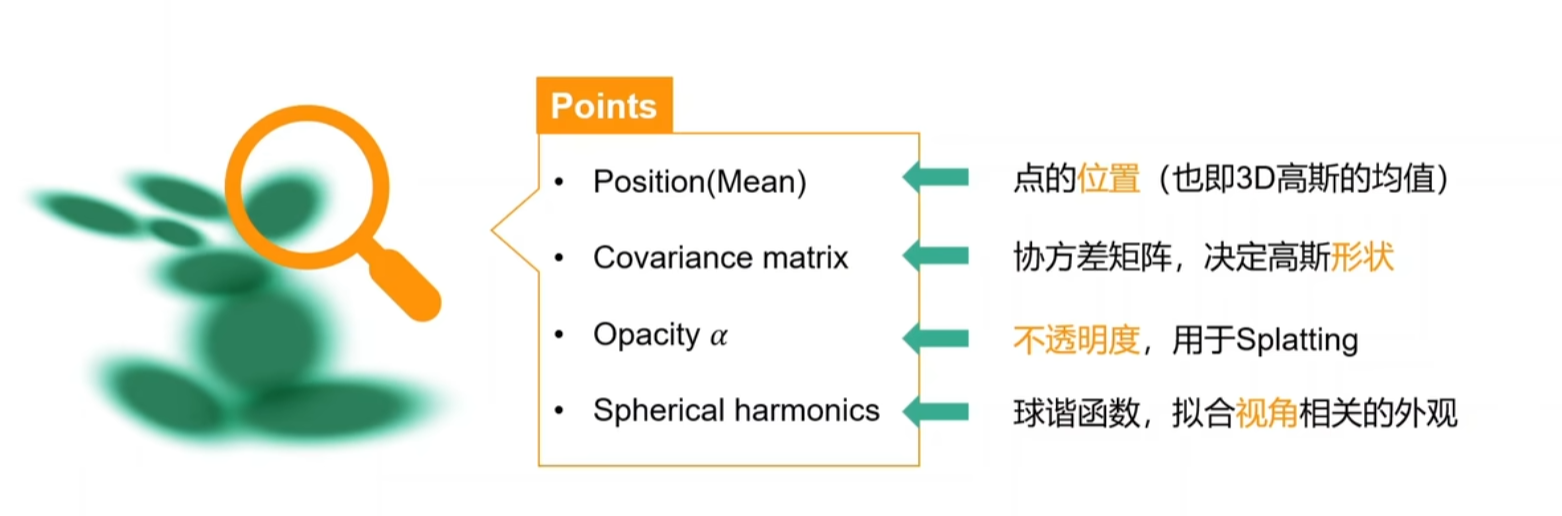 Points
• Position(Mean)
点的位置（也即3D高斯的均值）
• Covariance matrix
协方差矩阵，决定高斯形状
• Opacity α
不透明度，用于Splatting
• Spherical harmonics
球谐函数，拟合视角相关的外观